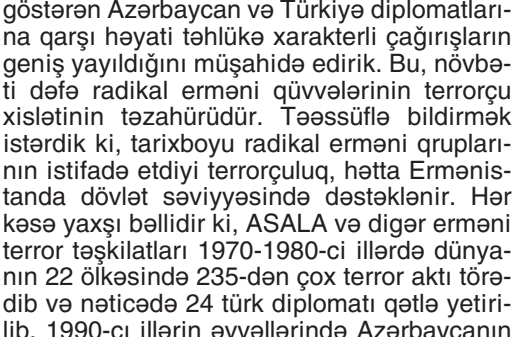 göstərən Azərbaycan və Türkiyə diplomatları-
na qarşı həyati təhlükə xarakterli çağırışların
geniş yayıldığını müşahidə edirik. Bu, növbə-
ti dəfə radikal erməni qüvvələrinin terrorçu
xislətinin təzahürüdür. Təəssüflə bildirmək
istərdik ki, tarixboyu radikal erməni qrupları-
nın istifadə etdiyi terrorçuluq, hətta Ermənis-
tanda dövlət səviyyəsində dəstəklənir. Hər
kəsə yaxşı bəllidir ki, ASALA və digər erməni
terror təşkilatları 1970-1980-ci illərdə dünya-
nın 22 ölkəsində 235-dən çox terror aktı törə-
dib və nəticədə 24 türk diplomatı qətlə yetiri-
lib. 1990-cı illərin əvvəllərində Azərbaycanın